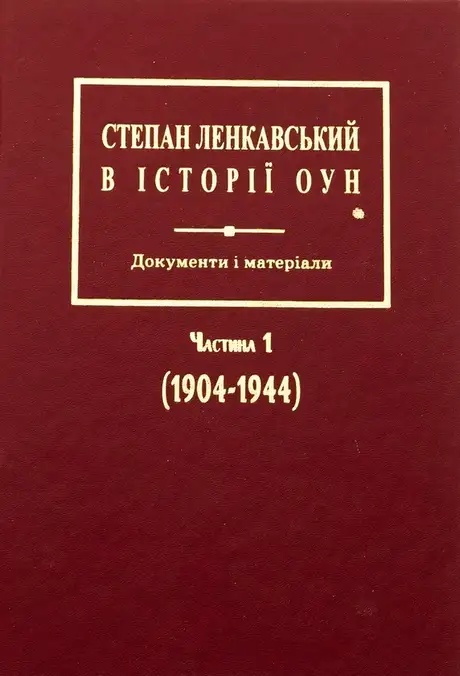 СТЕПАН ЛЕНКАВСЬКИЙ
В ІСТОРІЇ ОУН
Документи і матеріали
Частина 1
(1904-1944)